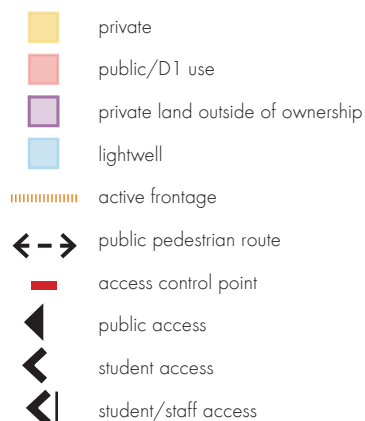 private
public/D1 use
private land outside of ownership
lightwell
active frontage
public pedestrian route
access control point
public access
student access
student/staff access